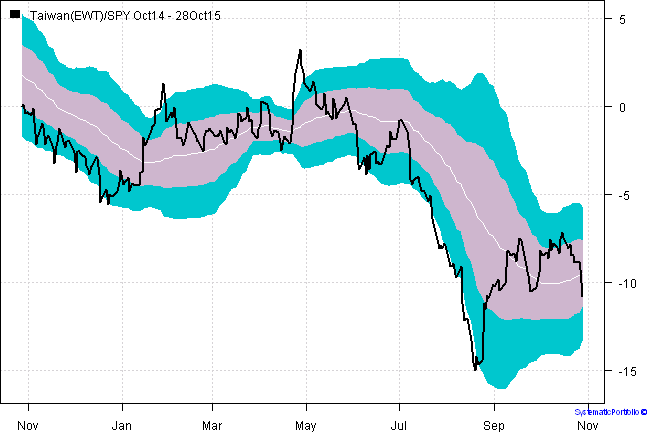 Taiwan(EWT)/SPY Oct14 - 28Oct15
5
0
-5
-10
-15
Nov Jan Mar May Jul Sep Nov
SystematicPortfolio ©